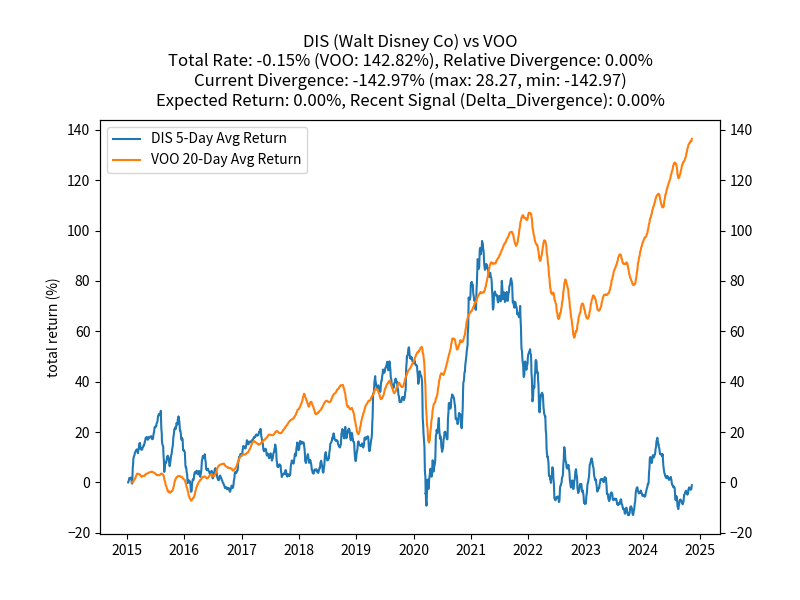 DIS (Walt Disney Co) vs VOO
Total Rate: -0.15% (VOO: 142.82%), Relative Divergence: 0.00%
Current Divergence: -142.97% (max: 28.27, min: -142.97)
Expected Return: 0.00%, Recent Signal (Delta_Divergence): 0.00%
DIS 5-Day Avg Return
VOO 20-Day Avg Return
total return (%)
140 140
120 120
100 100
80 80
60 60
40 40
20 20
0 0
−20 −20
2015 2016 2017 2018 2019 2020 2021 2022 2023 2024 2025